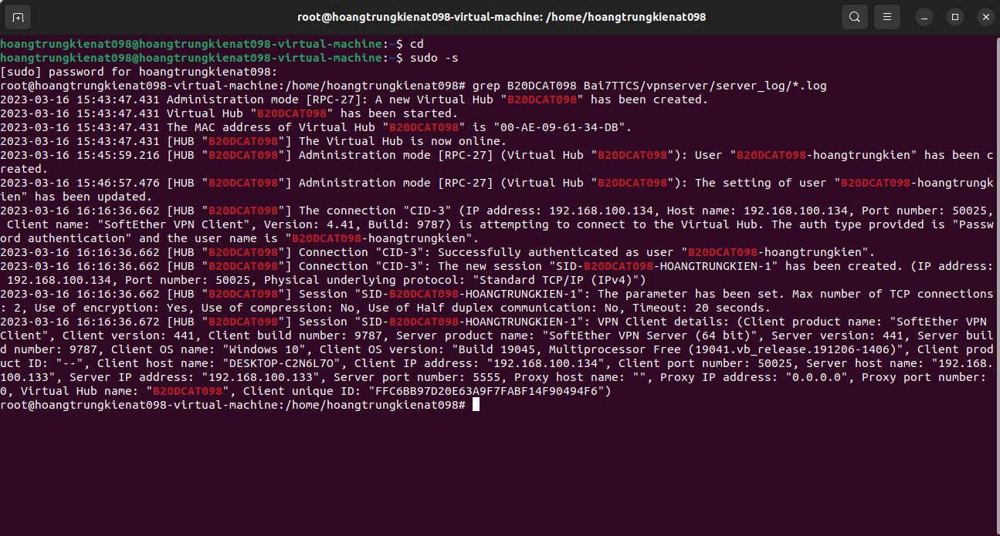 root@hoangtrungkienat098-virtual-machine: /home/hoangtrungkienat098
hoangtrungkienat098@hoangtrungkienat098-virtual-machine:~$ cd
hoangtrungkienat098@hoangtrungkienat098-virtual-machine:~$ sudo -s
[sudo] password for hoangtrungkienat098:
root@hoangtrungkienat098-virtual-machine:/home/hoangtrungkienat098# grep B20DCAT098 Bai7TTCS/vpnserver/server_log/*.log
2023-03-16 15:43:47.431 Administration mode [RPC-27]: A new Virtual Hub "B20DCAT098" has been created.
2023-03-16 15:43:47.431 Virtual Hub "B20DCAT098" has been started.
2023-03-16 15:43:47.431 The MAC address of Virtual Hub "B20DCAT098" is "00-AE-09-61-34-DB".
2023-03-16 15:43:47.431 [HUB "B20DCAT098"] The Virtual Hub is now online.
2023-03-16 15:45:59.216 [HUB "B20DCAT098"] Administration mode [RPC-27] (Virtual Hub "B20DCAT098"): User "B20DCAT098-hoangtrungkien" has been c
reated.
2023-03-16 15:46:57.476 [HUB "B20DCAT098"] Administration mode [RPC-27] (Virtual Hub "B20DCAT098"): The setting of user "B20DCAT098-hoangtrungk
ien" has been updated.
2023-03-16 16:16:36.662 [HUB "B20DCAT098"] The connection "CID-3" (IP address: 192.168.100.134, Host name: 192.168.100.134, Port number: 50025,
 Client name: "SoftEther VPN Client", Version: 4.41, Build: 9787) is attempting to connect to the Virtual Hub. The auth type provided is "Passw
ord authentication" and the user name is "B20DCAT098-hoangtrungkien".
2023-03-16 16:16:36.662 [HUB "B20DCAT098"] Connection "CID-3": Successfully authenticated as user "B20DCAT098-hoangtrungkien".
2023-03-16 16:16:36.662 [HUB "B20DCAT098"] Connection "CID-3": The new session "SID-B20DCAT098-HOANGTRUNGKIEN-1" has been created. (IP address:
 192.168.100.134, Port number: 50025, Physical underlying protocol: "Standard TCP/IP (IPv4)")
2023-03-16 16:16:36.662 [HUB "B20DCAT098"] Session "SID-B20DCAT098-HOANGTRUNGKIEN-1": The parameter has been set. Max number of TCP connections
: 2, Use of encryption: Yes, Use of compression: No, Use of Half duplex communication: No, Timeout: 20 seconds.
2023-03-16 16:16:36.672 [HUB "B20DCAT098"] Session "SID-B20DCAT098-HOANGTRUNGKIEN-1": VPN Client details: (Client product name: "SoftEther VPN
Client", Client version: 441, Client build number: 9787, Server product name: "SoftEther VPN Server (64 bit)", Server version: 441, Server buil
d number: 9787, Client OS name: "Windows 10", Client OS version: "Build 19045, Multiprocessor Free (19041.vb_release.191206-1406)", Client prod
uct ID: "--", Client host name: "DESKTOP-C2N6L7O", Client IP address: "192.168.100.134", Client port number: 50025, Server host name: "192.168.
100.133", Server IP address: "192.168.100.133", Server port number: 5555, Proxy host name: "", Proxy IP address: "0.0.0.0", Proxy port number:
0, Virtual Hub name: "B20DCAT098", Client unique ID: "FFC6BB97D20E63A9F7FABF14F90494F6")
root@hoangtrungkienat098-virtual-machine:/home/hoangtrungkienat098#